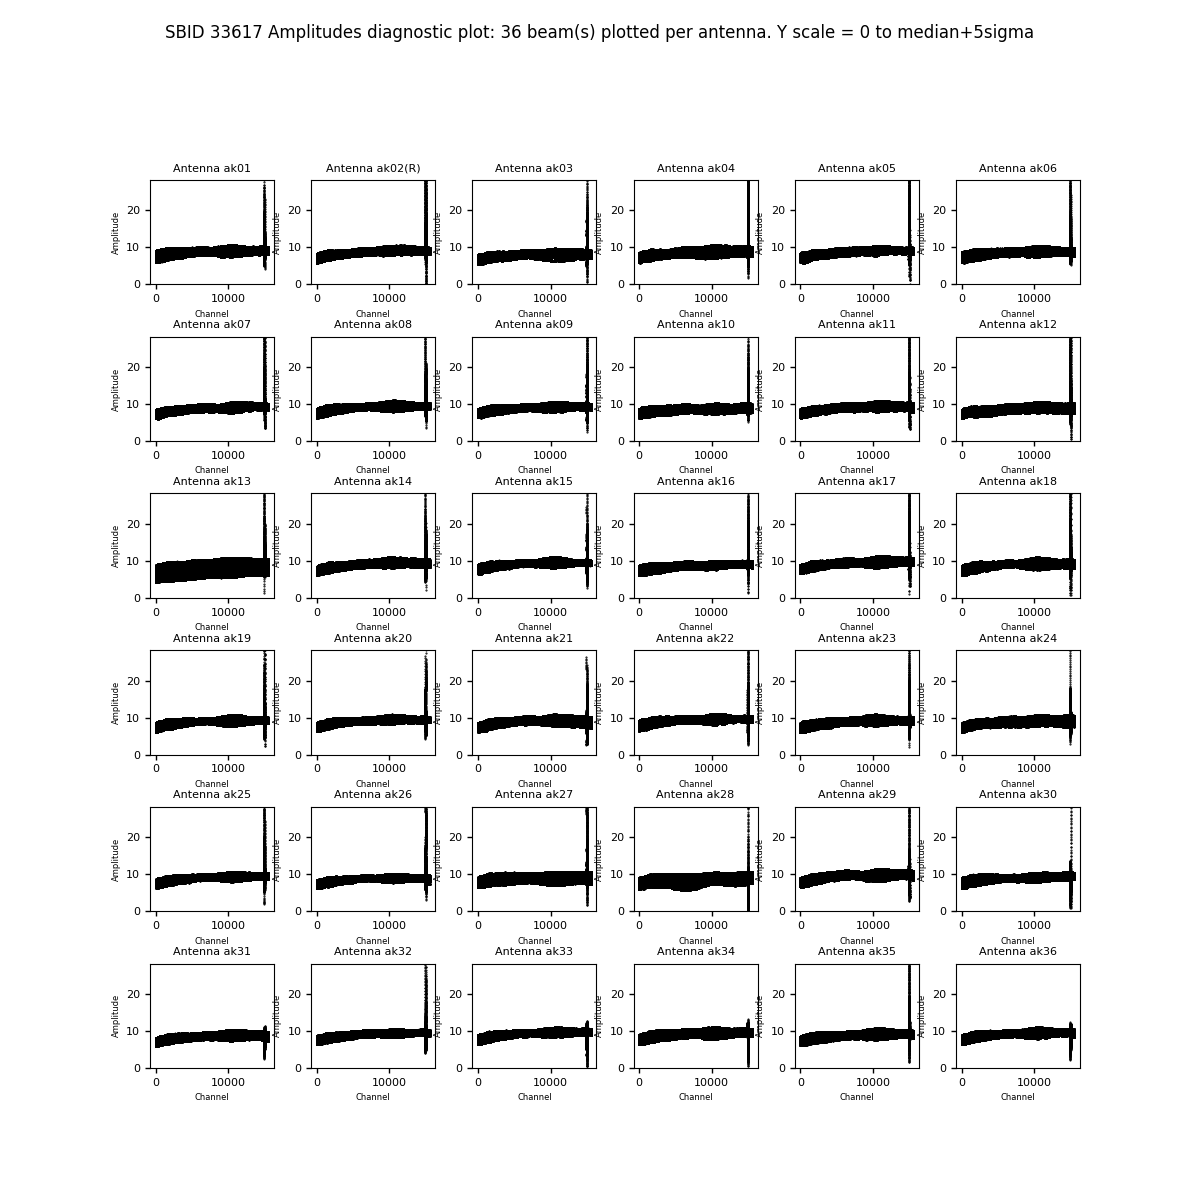 SBID 33617 Amplitudes diagnostic plot: 36 beam(s) plotted per antenna. Y scale = 0 to median+5sigma
Antenna ak01 Antenna ak02(R) Antenna ak03 Antenna ak04 Antenna ak05 Antenna ak06
20 20 20 20 20 20
Amplitude Amplitude Amplitude Amplitude Amplitude Amplitude
10 10 10 10 10 10
0 0 0 0 0 0
0 10000 0 10000 0 10000 0 10000 0 10000 0 10000
Channel Channel Channel Channel Channel Channel
Antenna ak07 Antenna ak08 Antenna ak09 Antenna ak10 Antenna ak11 Antenna ak12
20 20 20 20 20 20
Amplitude Amplitude Amplitude Amplitude Amplitude Amplitude
10 10 10 10 10 10
0 0 0 0 0 0
0 10000 0 10000 0 10000 0 10000 0 10000 0 10000
Channel Channel Channel Channel Channel Channel
Antenna ak13 Antenna ak14 Antenna ak15 Antenna ak16 Antenna ak17 Antenna ak18
20 20 20 20 20 20
Amplitude Amplitude Amplitude Amplitude Amplitude Amplitude
10 10 10 10 10 10
0 0 0 0 0 0
0 10000 0 10000 0 10000 0 10000 0 10000 0 10000
Channel Channel Channel Channel Channel Channel
Antenna ak19 Antenna ak20 Antenna ak21 Antenna ak22 Antenna ak23 Antenna ak24
20 20 20 20 20 20
Amplitude Amplitude Amplitude Amplitude Amplitude Amplitude
10 10 10 10 10 10
0 0 0 0 0 0
0 10000 0 10000 0 10000 0 10000 0 10000 0 10000
Channel Channel Channel Channel Channel Channel
Antenna ak25 Antenna ak26 Antenna ak27 Antenna ak28 Antenna ak29 Antenna ak30
20 20 20 20 20 20
Amplitude Amplitude Amplitude Amplitude Amplitude Amplitude
10 10 10 10 10 10
0 0 0 0 0 0
0 10000 0 10000 0 10000 0 10000 0 10000 0 10000
Channel Channel Channel Channel Channel Channel
Antenna ak31 Antenna ak32 Antenna ak33 Antenna ak34 Antenna ak35 Antenna ak36
20 20 20 20 20 20
Amplitude Amplitude Amplitude Amplitude Amplitude Amplitude
10 10 10 10 10 10
0 0 0 0 0 0
0 10000 0 10000 0 10000 0 10000 0 10000 0 10000
Channel Channel Channel Channel Channel Channel